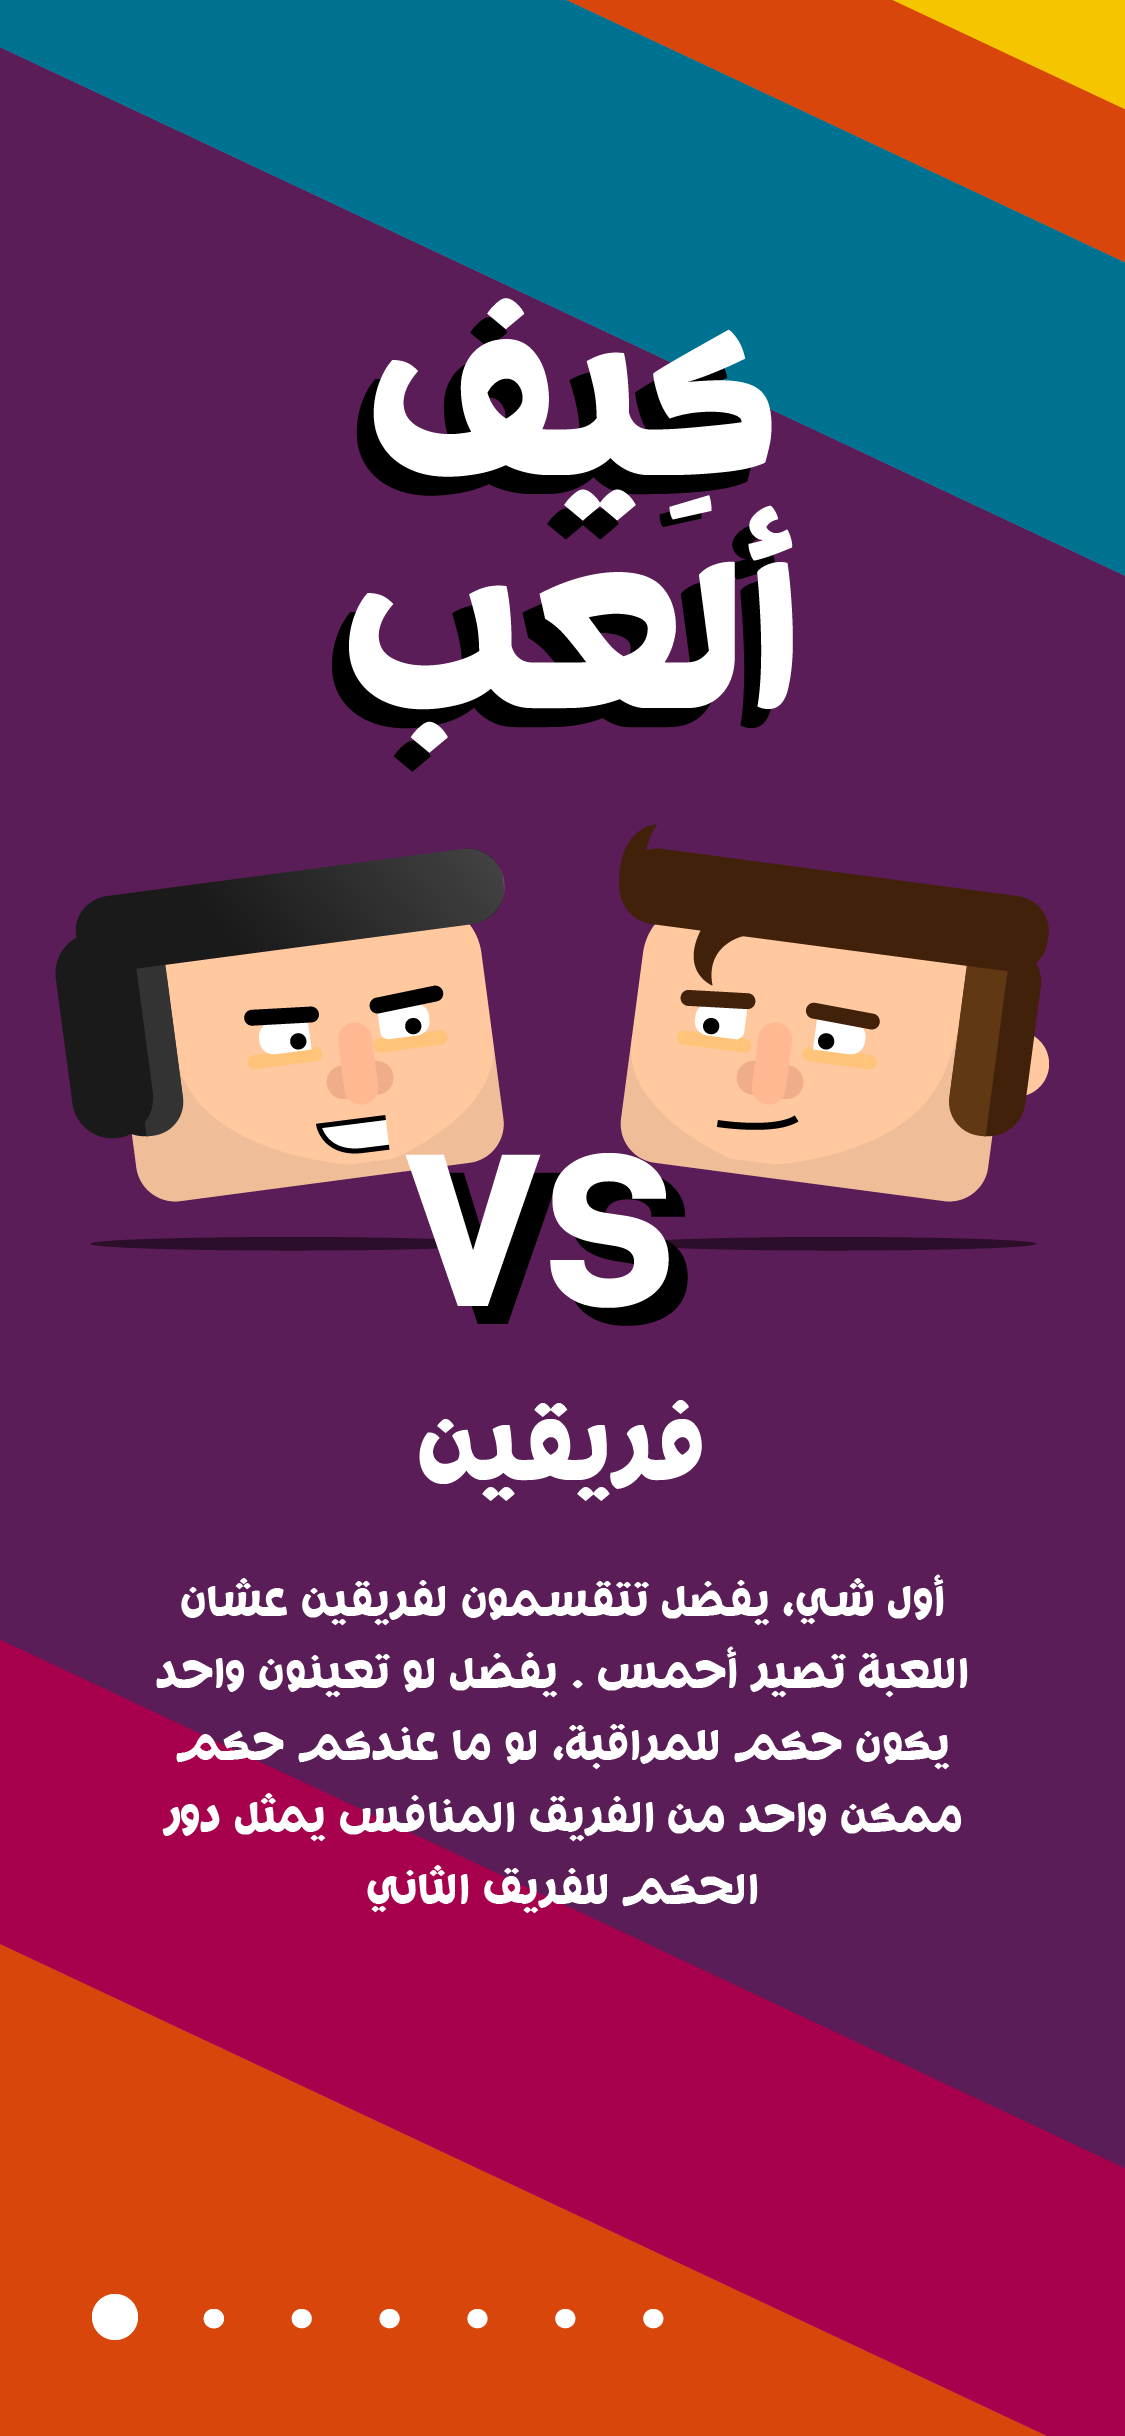 كِيف
ألعب
VS
فريقين
أول شي، يفضل تتقسمون لفريقين عشان
اللعبة تصير أحمس . يفضل لو تعينون واحد
يكون حكم للمراقبة، لو ما عندكم حكم
ممكن واحد من الفريق المنافس يمثل دور
الحكم للفريق الثاني